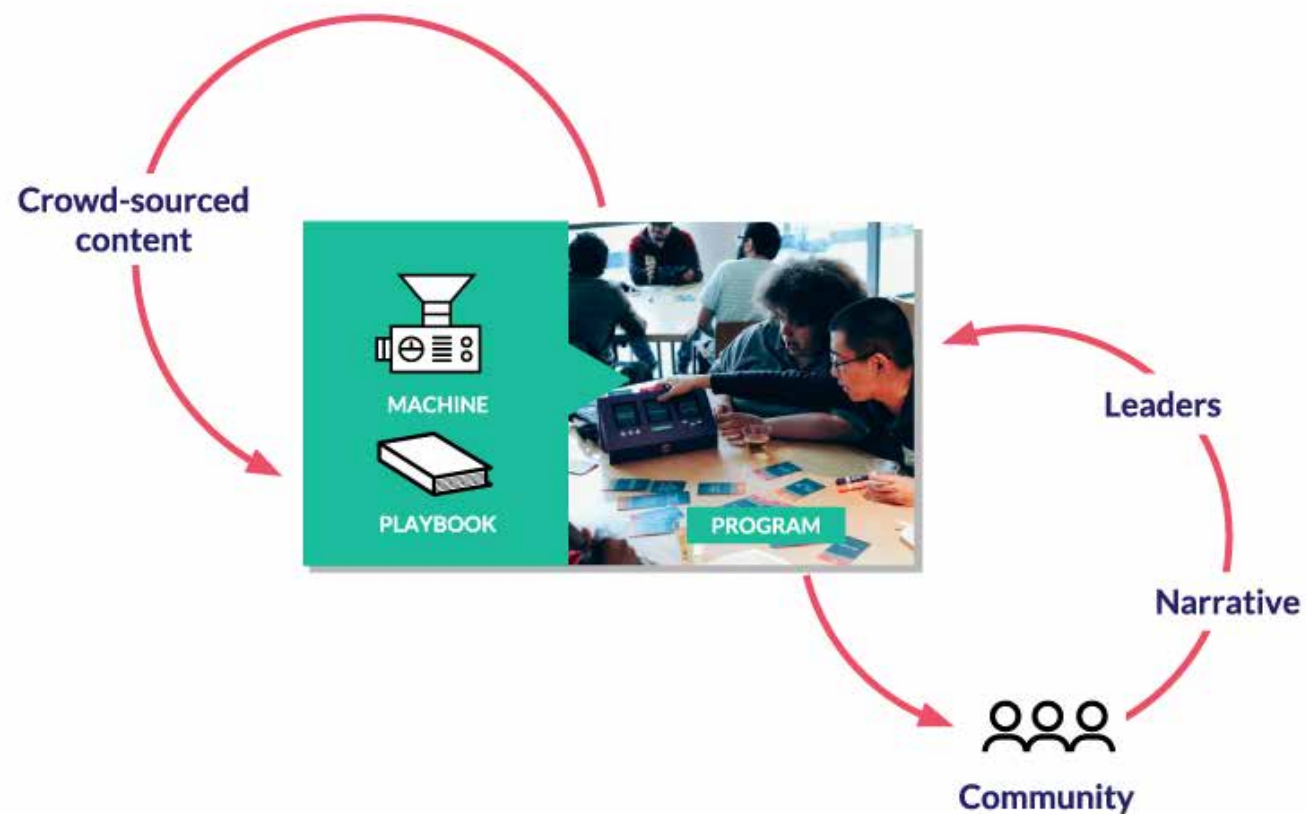 Crowd-sourced
content
MACHINE
PLAYBOOK
PROGRAM
Leaders
Narrative
Community